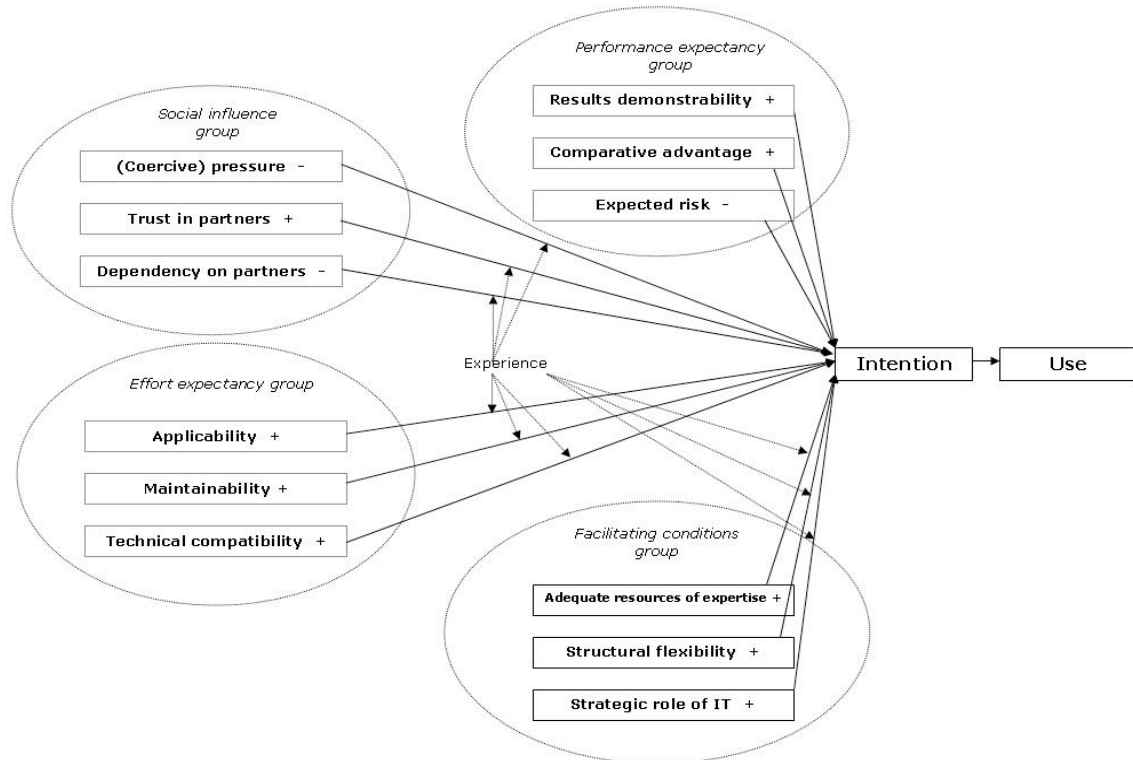 Performance expectancy
group
Results demonstrability +
Comparative advantage +
Expected risk -
Social influence
group
(Coercive) pressure -
Trust in partners +
Dependency on partners -
Experience
Intention
Use
Effort expectancy group
Applicability +
Maintainability +
Technical compatibility +
Facilitating conditions
group
Adequate resources of expertise +
Structural flexibility +
Strategic role of IT +